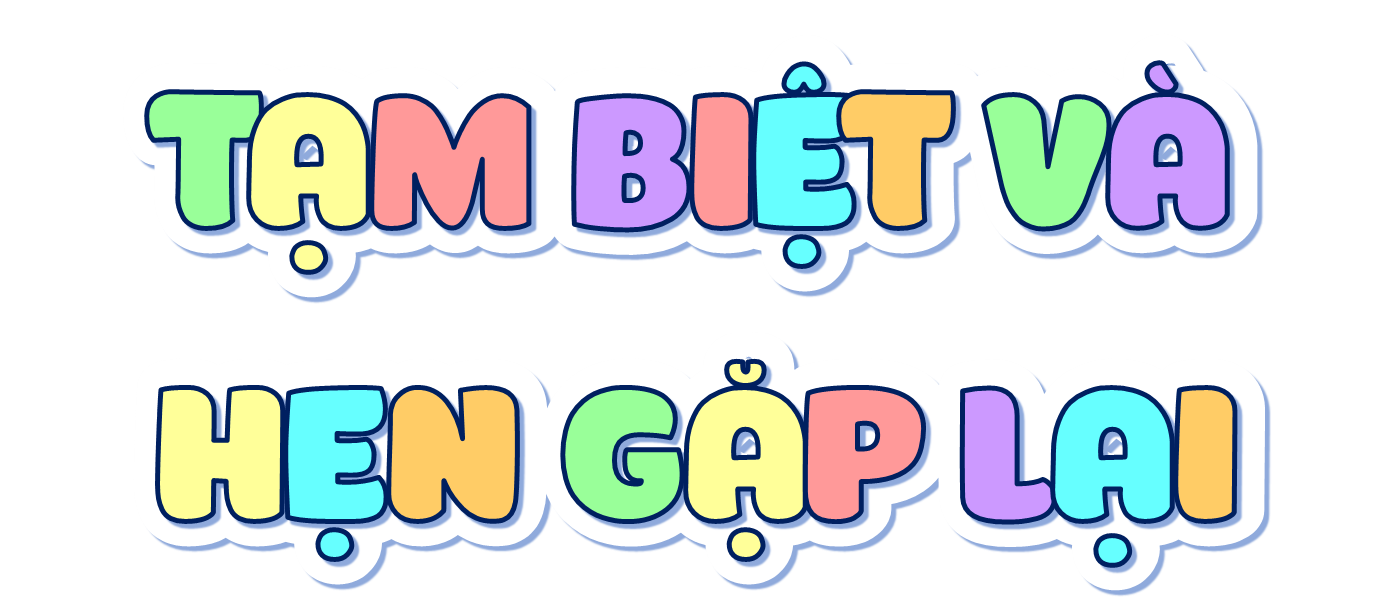 TẠM BIỆT VÀ
HẸN GẶP LẠI